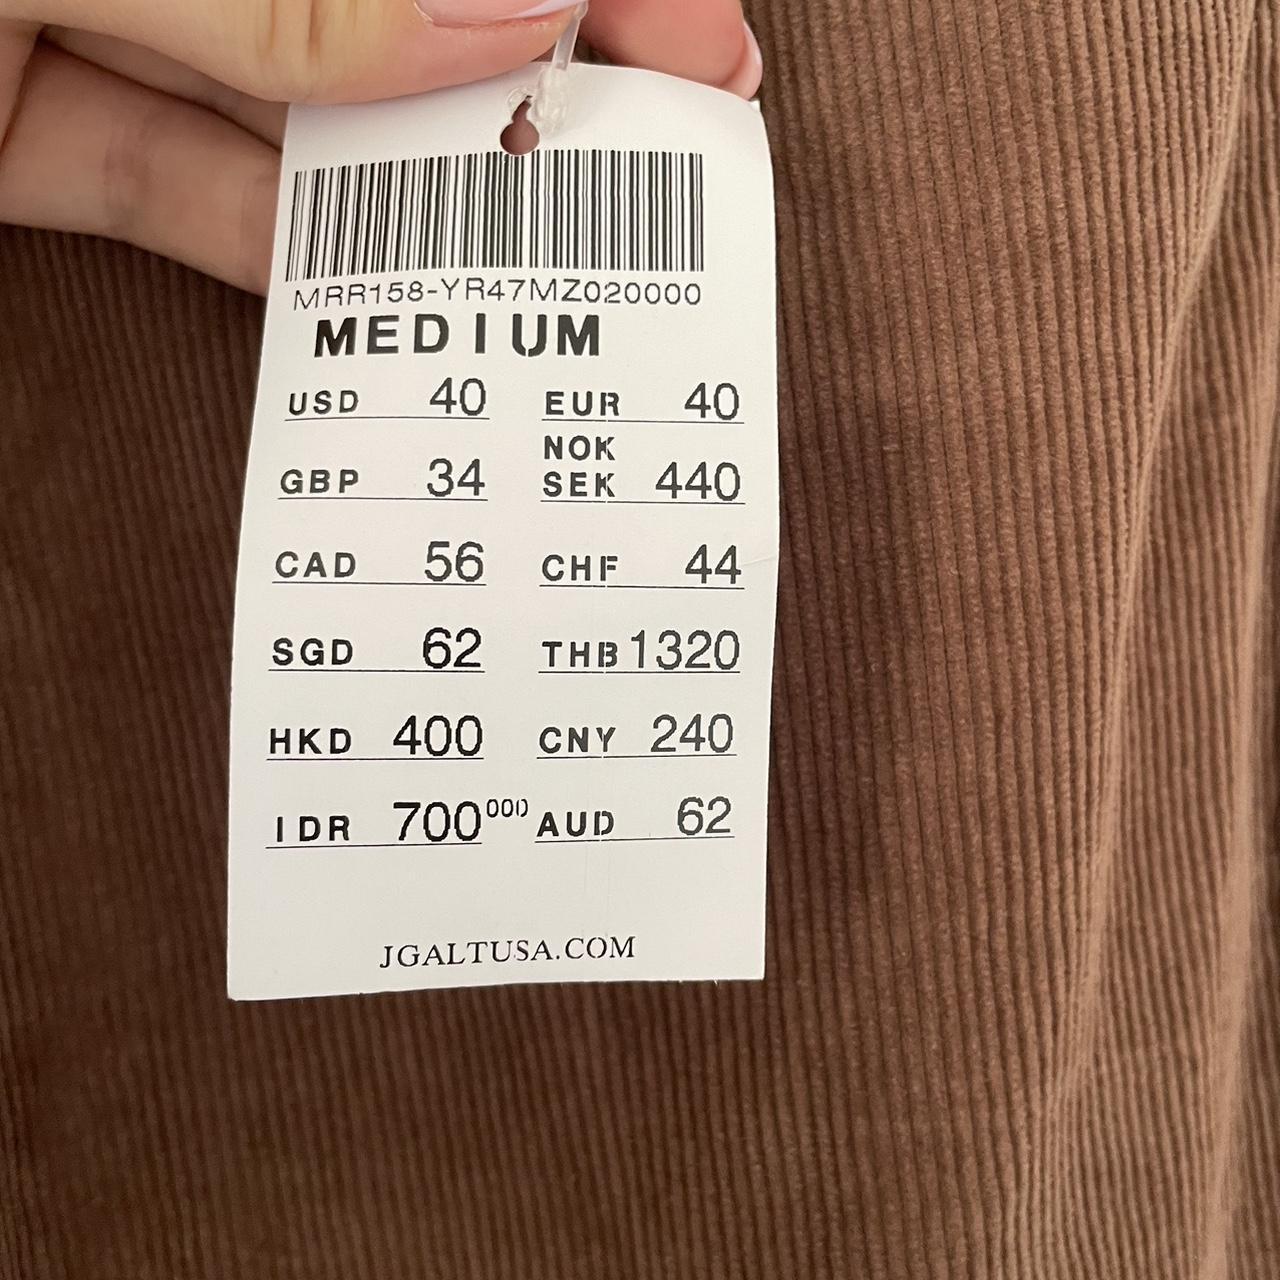 MRR158-YR47MZ020000
MEDIUM
USD 40 EUR 40
NOK
GBP 34 SEK 440
CAD 56 CHF 44
SGD 62 THB 1320
HKD 400 CNY 240
IDR 700000 AUD 62
JGALTUSA.COM